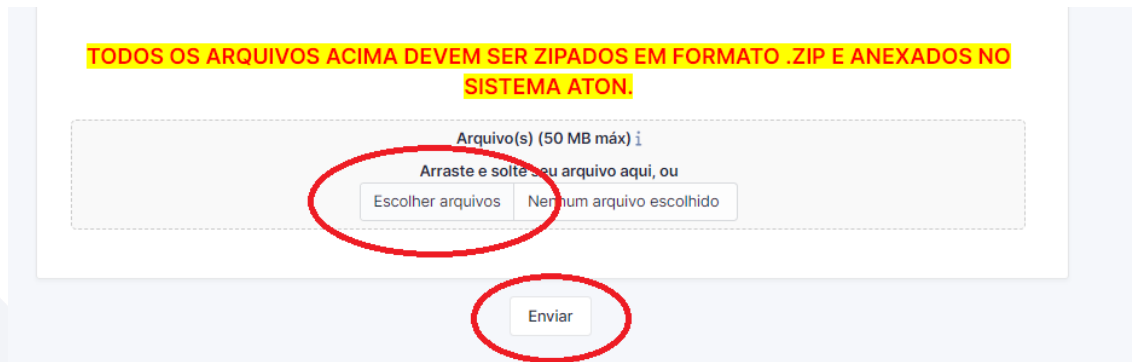 TODOS OS ARQUIVOS ACIMA DEVEM SER ZIPADOS EM FORMATO .ZIP E ANEXADOS NO
SISTEMA ATON.
Arquivo(s) (50 MB máx) i
Arraste e solte seu arquivo aqui, ou
Escolher arquivos Nenhum arquivo escolhido
Enviar